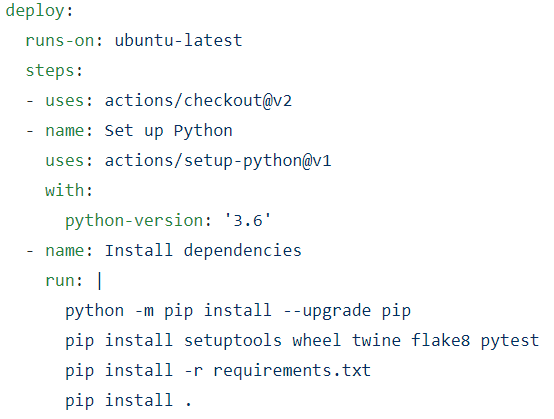 deploy:
  runs-on: ubuntu-latest
  steps:
  - uses: actions/checkout@v2
  - name: Set up Python
    uses: actions/setup-python@v1
    with:
      python-version: '3.6'
  - name: Install dependencies
    run: |
      python -m pip install --upgrade pip
      pip install setuptools wheel twine flake8 pytest
      pip install -r requirements.txt
      pip install .